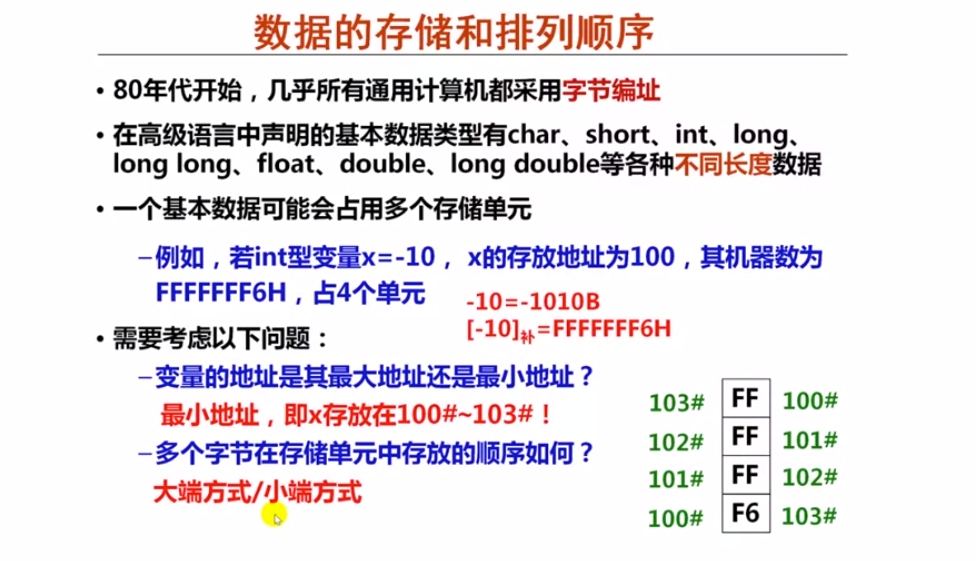 数据的存储和排列顺序
• 80年代开始，几乎所有通用计算机都采用字节编址
• 在高级语言中声明的基本数据类型有char、short、int、long、
long long、float、double、long double等各种不同长度数据
• 一个基本数据可能会占用多个存储单元
–例如，若int型变量x=-10， x的存放地址为100，其机器数为
FFFFFFF6H，占4个单元
-10=-1010B
[-10]补=FFFFFFF6H
• 需要考虑以下问题：
–变量的地址是其最大地址还是最小地址？
最小地址，即x存放在100#~103#！
–多个字节在存储单元中存放的顺序如何？
大端方式/小端方式
103# FF 100#
102# FF 101#
101# FF 102#
100# F6 103#